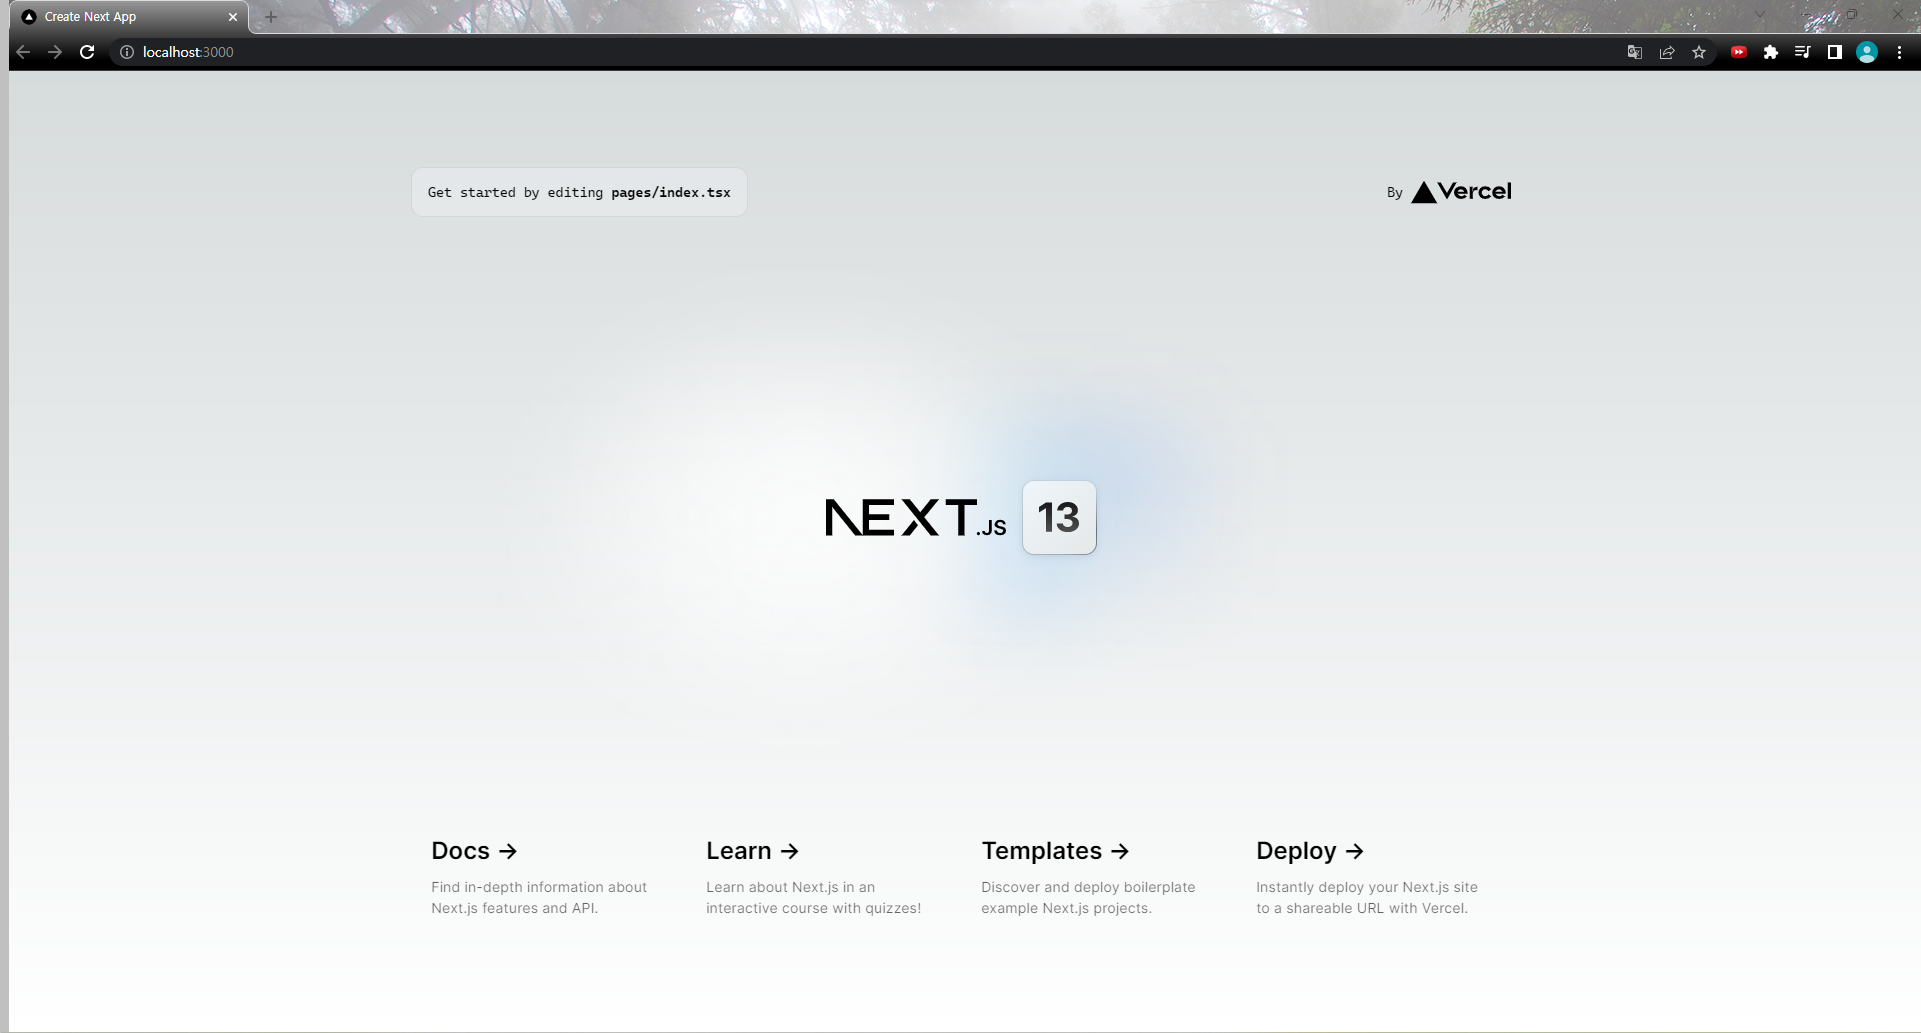 Create Next App
localhost:3000
Get started by editing pages/index.tsx
By Vercel
NEXT.JS 13
Docs →
Find in-depth information about
Next.js features and API.
Learn →
Learn about Next.js in an
interactive course with quizzes!
Templates →
Discover and deploy boilerplate
example Next.js projects.
Deploy →
Instantly deploy your Next.js site
to a shareable URL with Vercel.